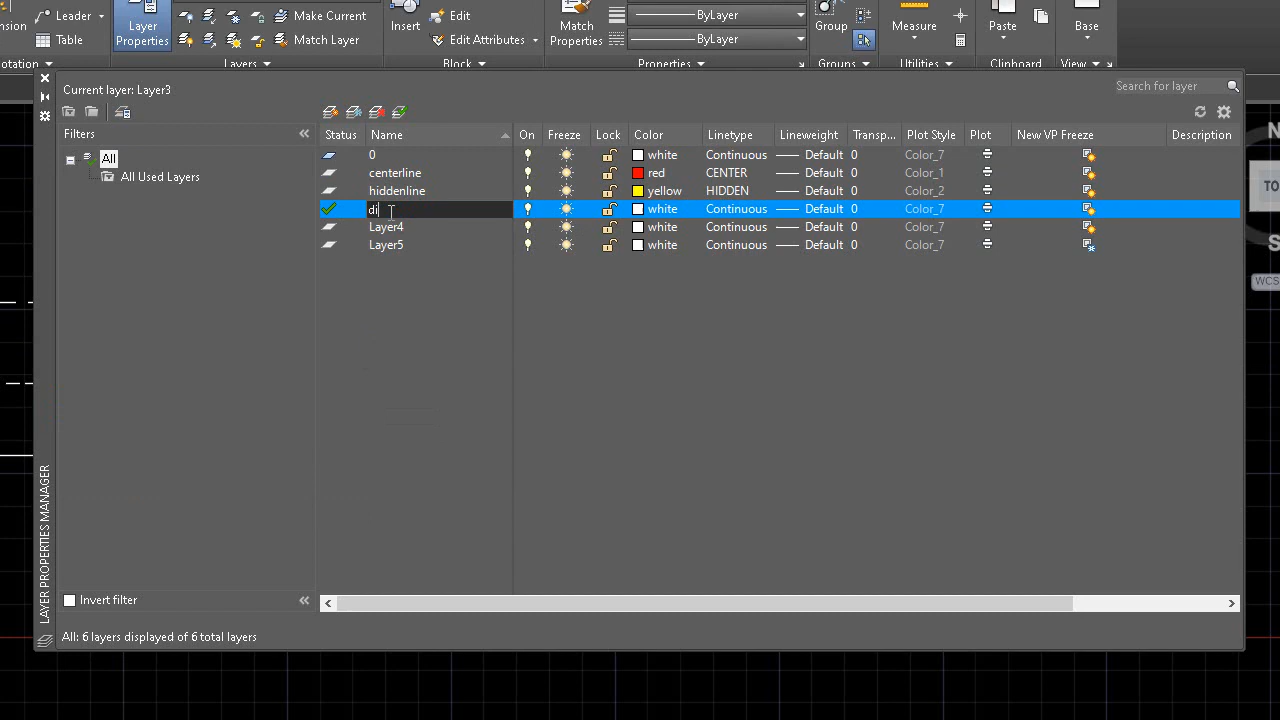 Leader
Make Current
Edit
ByLayer
Layer Properties
Insert
Match Properties
Group
Measure
Paste
Base
Table
Match Layer
Edit Attributes
ByLayer
Layers
Block
Properties
Groups
Utilities
Clipboard
View
Current layer: Layer3
Search for layer
Filters
Status Name On Freeze Lock Color Linetype Lineweight Transp... Plot Style Plot New VP Freeze Description
All
All Used Layers
0 white Continuous Default 0 Color_7
centerline red CENTER Default 0 Color_1
hiddenline yellow HIDDEN Default 0 Color_2
di white Continuous Default 0 Color_7
Layer4 white Continuous Default 0 Color_7
Layer5 white Continuous Default 0 Color_7
TO
N
S
WCS
LAYER PROPERTIES MANAGER
Invert filter
All: 6 layers displayed of 6 total layers